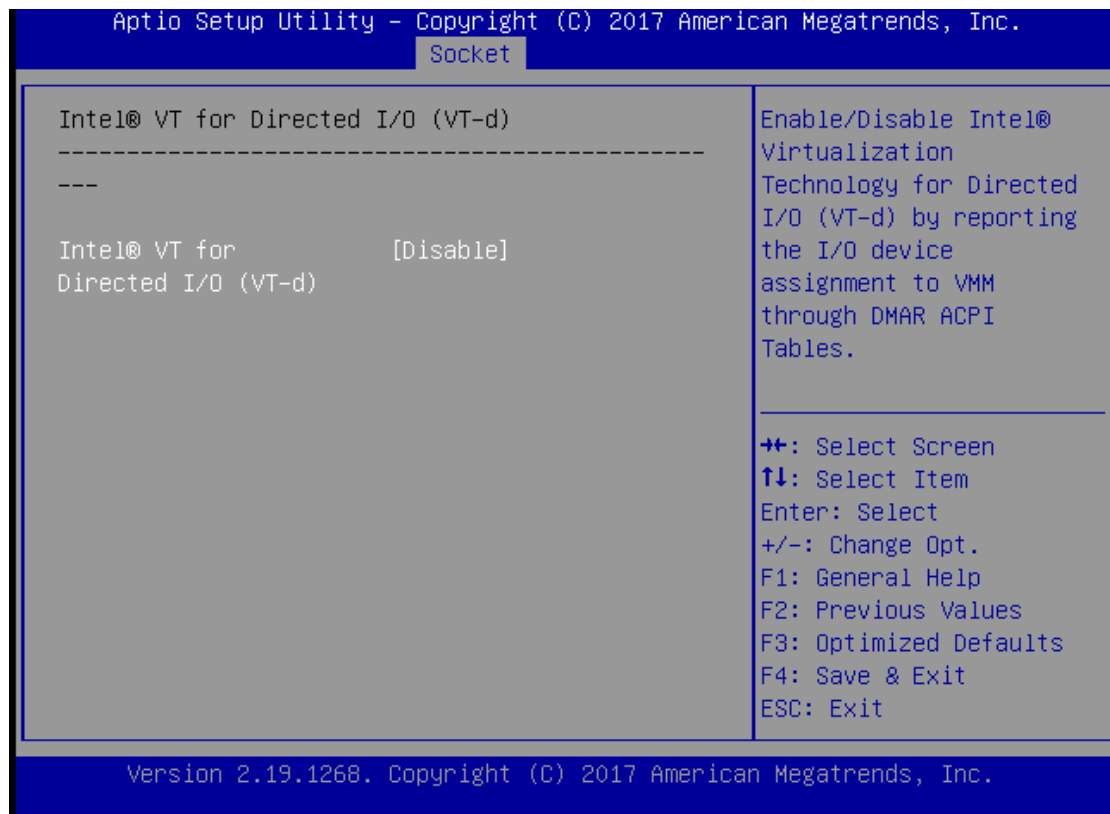 Aptio Setup Utility – Copyright (C) 2017 American Megatrends, Inc.
Socket
Intel® VT for Directed I/O (VT-d)
-----------------------------------------------
---
Intel® VT for [Disable]
Directed I/O (VT-d)
Enable/Disable Intel®
Virtualization
Technology for Directed
I/O (VT-d) by reporting
the I/O device
assignment to VMM
through DMAR ACPI
Tables.
→←: Select Screen
↑↓: Select Item
Enter: Select
+/-: Change Opt.
F1: General Help
F2: Previous Values
F3: Optimized Defaults
F4: Save & Exit
ESC: Exit
Version 2.19.1268. Copyright (C) 2017 American Megatrends, Inc.